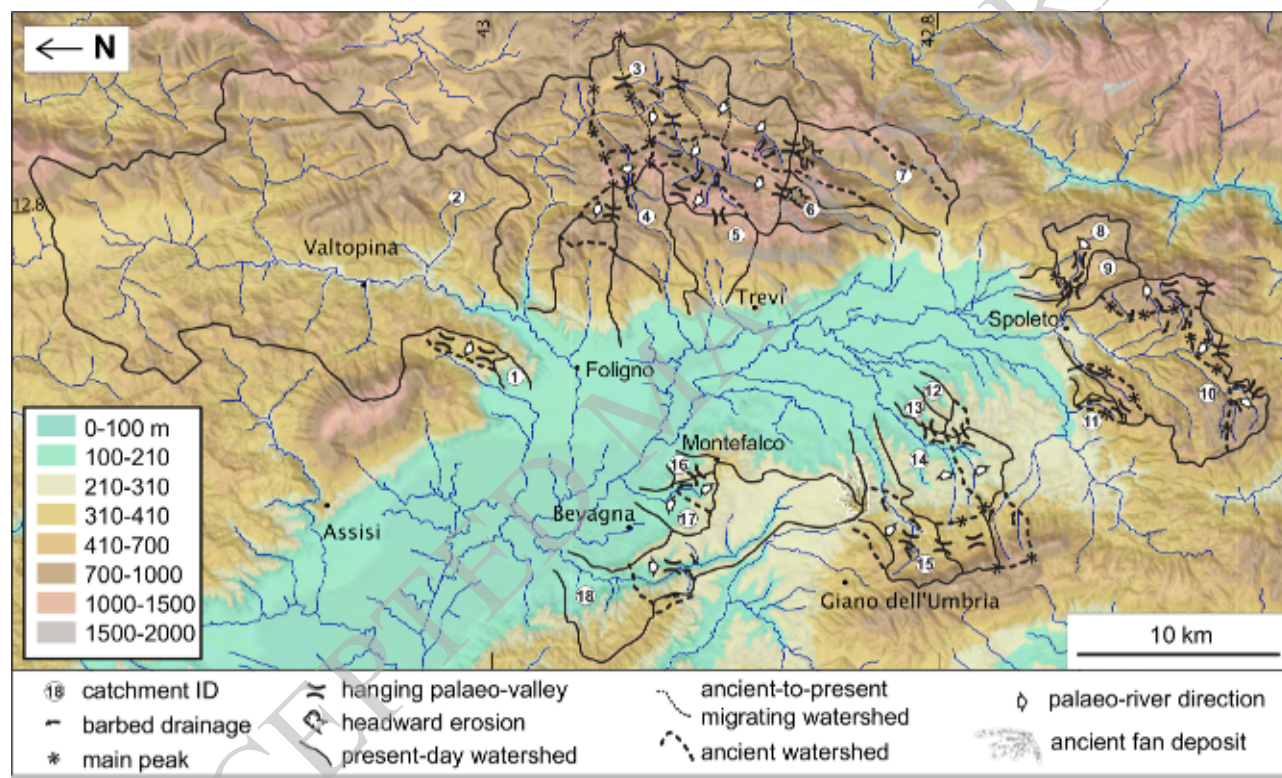 N
43
42.8
12.8
3
2
7
Valtopina
4
6
5
8
9
Trevi
Spoleto
Foligno
1
10
12
13
11
0-100 m
100-210
210-310
310-410
410-700
700-1000
1000-1500
1500-2000
Montefalco
16
14
Assisi
Bevagna
17
15
18
Giano dell'Umbria
10 km
18 catchment ID
barbed drainage
main peak
hanging palaeo-valley
headward erosion
present-day watershed
ancient-to-present
migrating watershed
ancient watershed
palaeo-river direction
ancient fan deposit